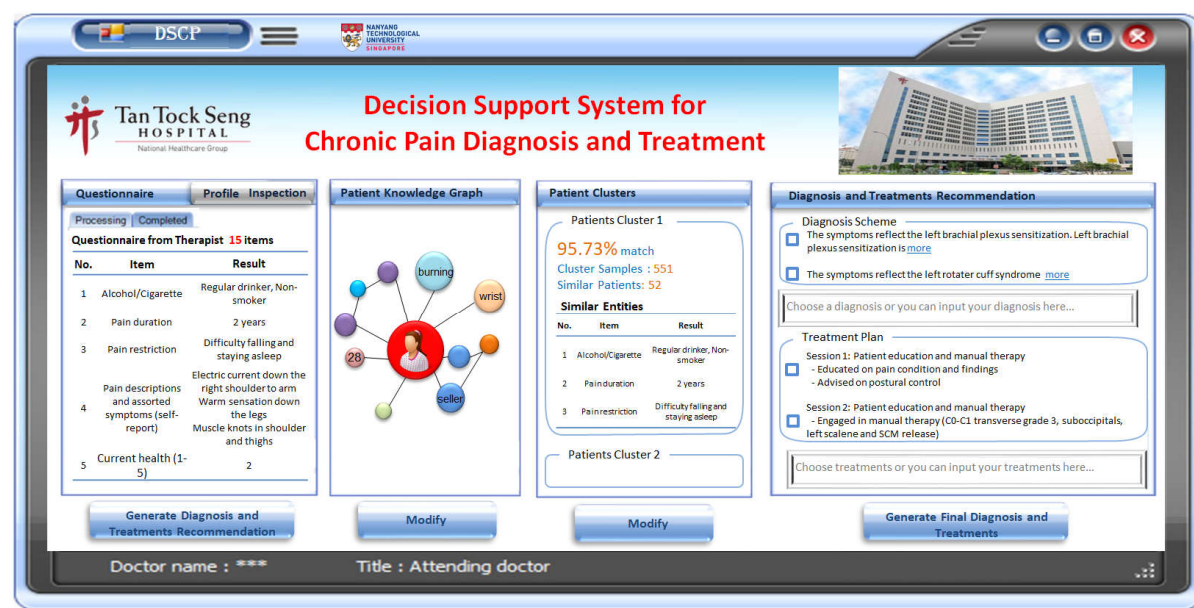 DSCP
NANYANG
TECHNOLOGICAL
UNIVERSITY
SINGAPORE
Tan Tock Seng
HOSPITAL
National Healthcare Group
Decision Support System for
Chronic Pain Diagnosis and Treatment
Questionnaire
Profile Inspection
Processing
Completed
Questionnaire from Therapist 15 items
No. Item Result
1 Alcohol/Cigarette Regular drinker, Non-
smoker
2 Pain duration 2 years
3 Pain restriction Difficulty falling and
staying asleep
4 Pain descriptions
and assorted
symptoms (self-
report)
Electric current down the
right shoulder to arm
Warm sensation down
the legs
Muscle knots in shoulder
and thighs
5 Current health (1-
5)
2
Generate Diagnosis and
Treatments Recommendation
Patient Knowledge Graph
burning
wrist
28
seller
Modify
Patient Clusters
Patients Cluster 1
95.73% match
Cluster Samples : 551
Similar Patients: 52
Similar Entities
No. Item Result
1 Alcohol/Cigarette Regular drinker, Non-
smoker
2 Pain duration 2 years
3 Pain restriction Difficulty falling and
staying asleep
Patients Cluster 2
Modify
Diagnosis and Treatments Recommendation
Diagnosis Scheme
The symptoms reflect the left brachial plexus sensitization. Left brachial
plexus sensitization is more
The symptoms reflect the left rotater cuff syndrome more
Choose a diagnosis or you can input your diagnosis here...
Treatment Plan
Session 1: Patient education and manual therapy
- Educated on pain condition and findings
- Advised on postural control
Session 2: Patient education and manual therapy
- Engaged in manual therapy (C0-C1 transverse grade 3, suboccipitals,
left scalene and SCM release)
Choose treatments or you can input your treatments here...
Generate Final Diagnosis and
Treatments
Doctor name : ***
Title : Attending doctor